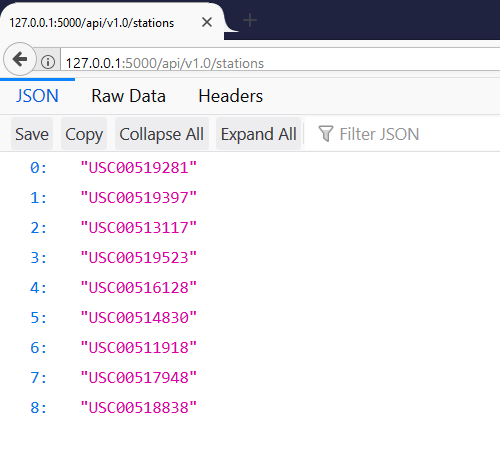 127.0.0.1:5000/api/v1.0/stations
127.0.0.1:5000/api/v1.0/stations
JSON Raw Data Headers
Save Copy Collapse All Expand All Filter JSON
0: "USC00519281"
1: "USC00519397"
2: "USC00513117"
3: "USC00519523"
4: "USC00516128"
5: "USC00514830"
6: "USC00511918"
7: "USC00517948"
8: "USC00518838"